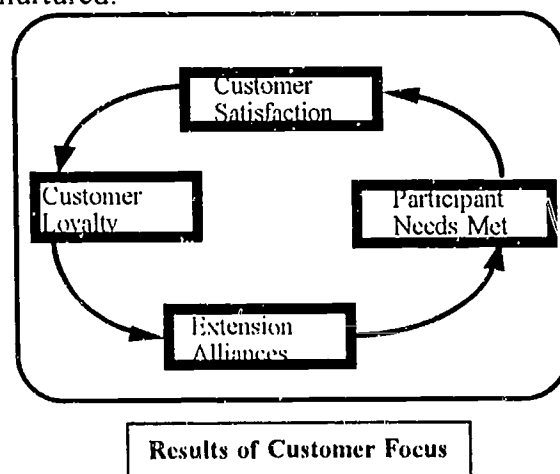 nurtured.
Customer
Satisfaction
Customer
Loyalty
Participant
Needs Met
Extension
Alliances
Results of Customer Focus